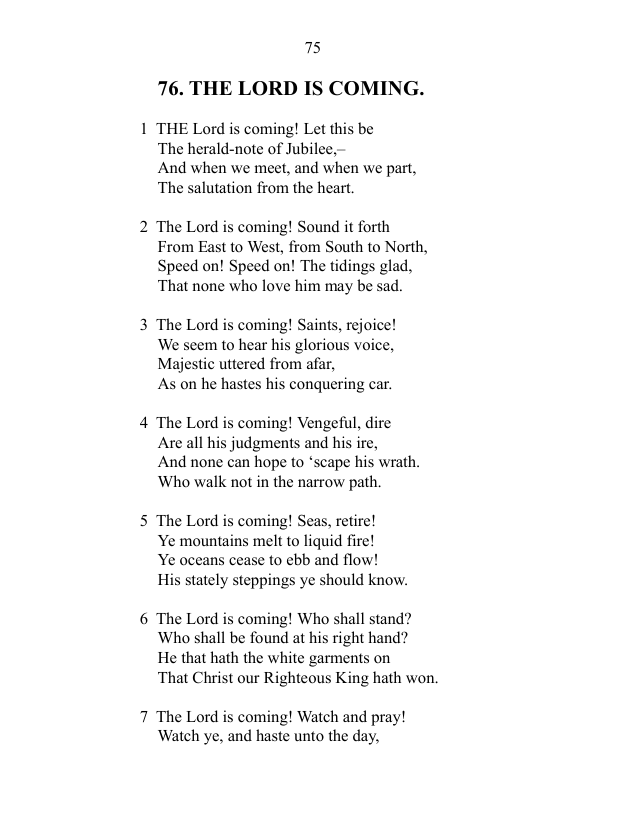 75
76. THE LORD IS COMING.
1 THE Lord is coming! Let this be
The herald-note of Jubilee,–
And when we meet, and when we part,
The salutation from the heart.
2 The Lord is coming! Sound it forth
From East to West, from South to North,
Speed on! Speed on! The tidings glad,
That none who love him may be sad.
3 The Lord is coming! Saints, rejoice!
We seem to hear his glorious voice,
Majestic uttered from afar,
As on he hastes his conquering car.
4 The Lord is coming! Vengeful, dire
Are all his judgments and his ire,
And none can hope to ‘scape his wrath.
Who walk not in the narrow path.
5 The Lord is coming! Seas, retire!
Ye mountains melt to liquid fire!
Ye oceans cease to ebb and flow!
His stately steppings ye should know.
6 The Lord is coming! Who shall stand?
Who shall be found at his right hand?
He that hath the white garments on
That Christ our Righteous King hath won.
7 The Lord is coming! Watch and pray!
Watch ye, and haste unto the day,